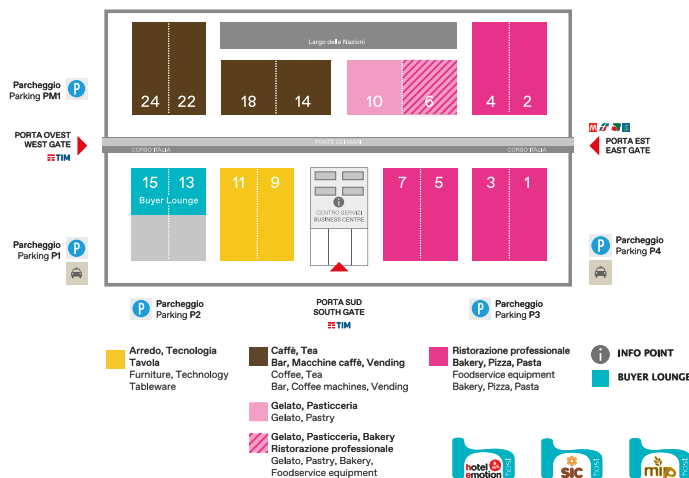 Largo delle Nazioni
24 22
18 14
10 6
4 2
Parcheggio
Parking PM1
PORTA OVEST
WEST GATE
TIM
PONTE DEI MARI
CORSO ITALIA
CORSO ITALIA
M
S
PORTA EST
EAST GATE
15 13
Buyer Lounge
11 9
CENTRO SERVIZI
BUSINESS CENTRE
7 5
3 1
Parcheggio
Parking P1
Parcheggio
Parking P4
Parcheggio
Parking P2
PORTA SUD
SOUTH GATE
TIM
Parcheggio
Parking P3
Arredo, Tecnologia
Tavola
Furniture, Technology
Tableware
Caffè, Tea
Bar, Macchine caffè, Vending
Coffee, Tea
Bar, Coffee machines, Vending
Gelato, Pasticceria
Gelato, Pastry
Gelato, Pasticceria, Bakery
Ristorazione professionale
Gelato, Pastry, Bakery,
Foodservice equipment
Ristorazione professionale
Bakery, Pizza, Pasta
Foodservice equipment
Bakery, Pizza, Pasta
INFO POINT
BUYER LOUNGE
hotel
emotion
host
SIC
host
host